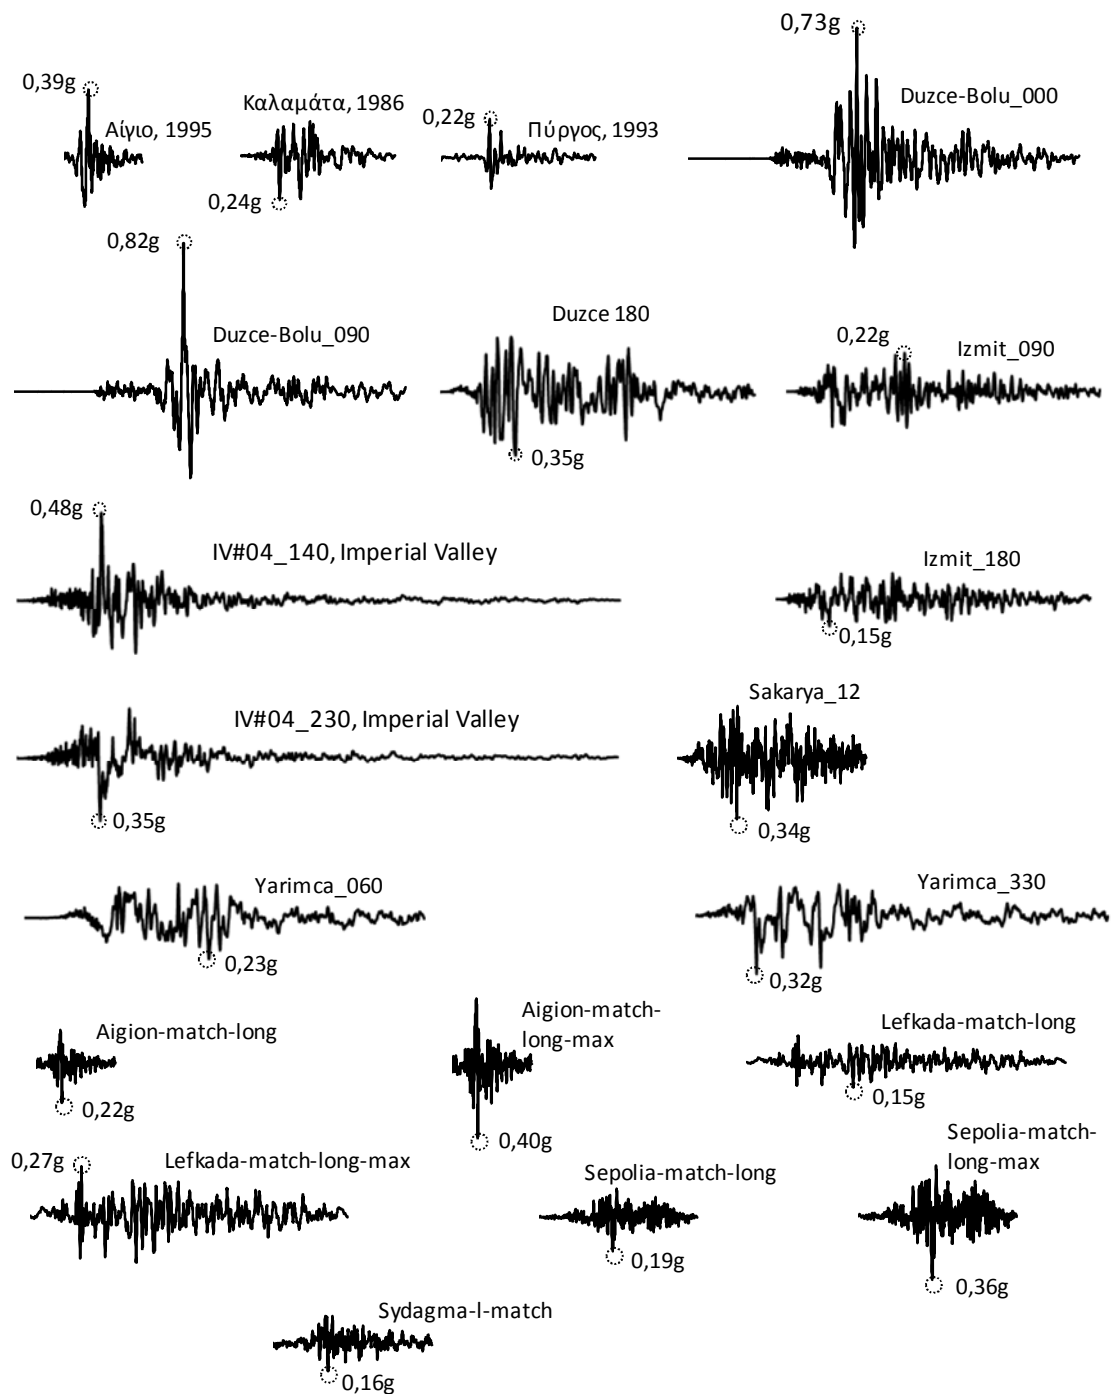 0,73g
0,39g
Καλαμάτα, 1986
Duzce-Bolu_000
0,22g
Αίγιο, 1995
Πύργος, 1993
0,24g
0,82g
Duzce-Bolu_090
Duzce 180
0,22g
Izmit_090
0,35g
0,48g
IV#04_140, Imperial Valley
Izmit_180
0,15g
Sakarya_12
IV#04_230, Imperial Valley
0,35g
0,34g
Yarimca_060
Yarimca_330
0,23g
0,32g
Aigion-match-long
Aigion-match-
long-max
Lefkada-match-long
0,22g
0,40g
0,15g
0,27g
Lefkada-match-long-max
Sepolia-match-long
Sepolia-match-
long-max
0,19g
0,36g
Sydagma-l-match
0,16g